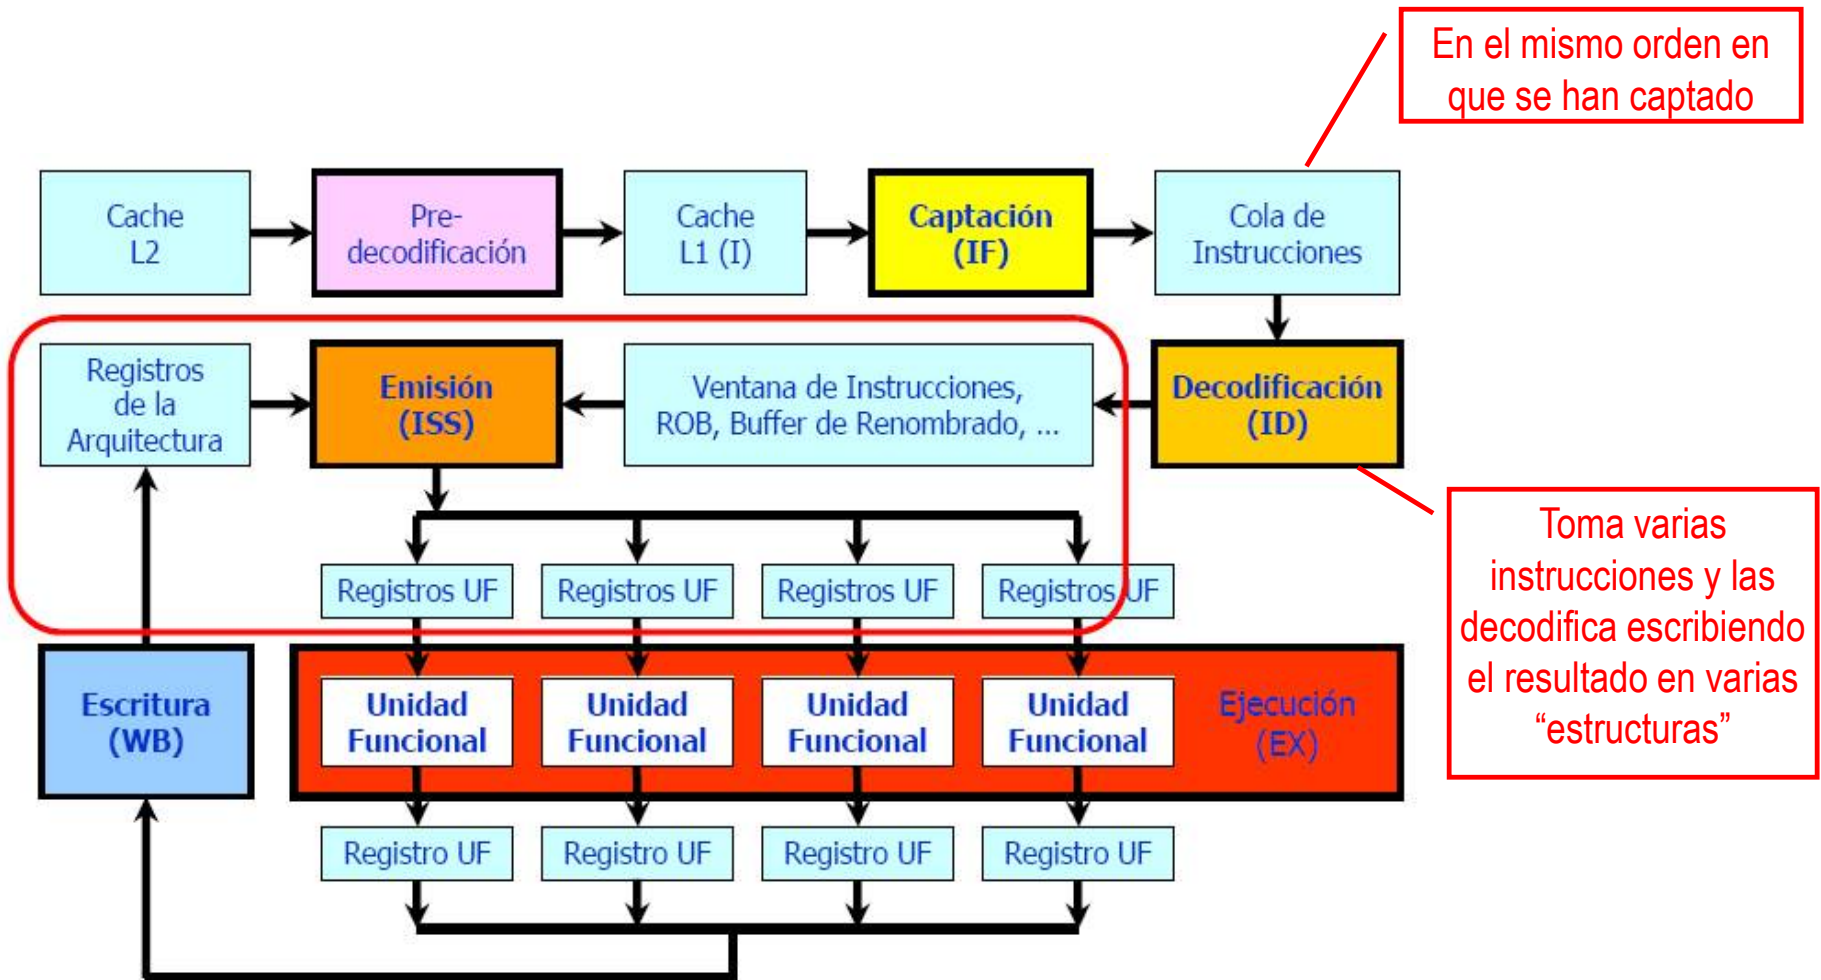 En el mismo orden en
que se han captado
Cache
L2
Pre-
decodificación
Cache
L1 (I)
Captación
(IF)
Cola de
Instrucciones
Registros
de la
Arquitectura
Emisión
(ISS)
Ventana de Instrucciones,
ROB, Buffer de Renombrado, ...
Decodificación
(ID)
Toma varias
instrucciones y las
decodifica escribiendo
el resultado en varias
“estructuras”
Registros UF
Registros UF
Registros UF
Registros UF
Escritura
(WB)
Unidad
Funcional
Unidad
Funcional
Unidad
Funcional
Unidad
Funcional
Ejecución
(EX)
Registro UF
Registro UF
Registro UF
Registro UF